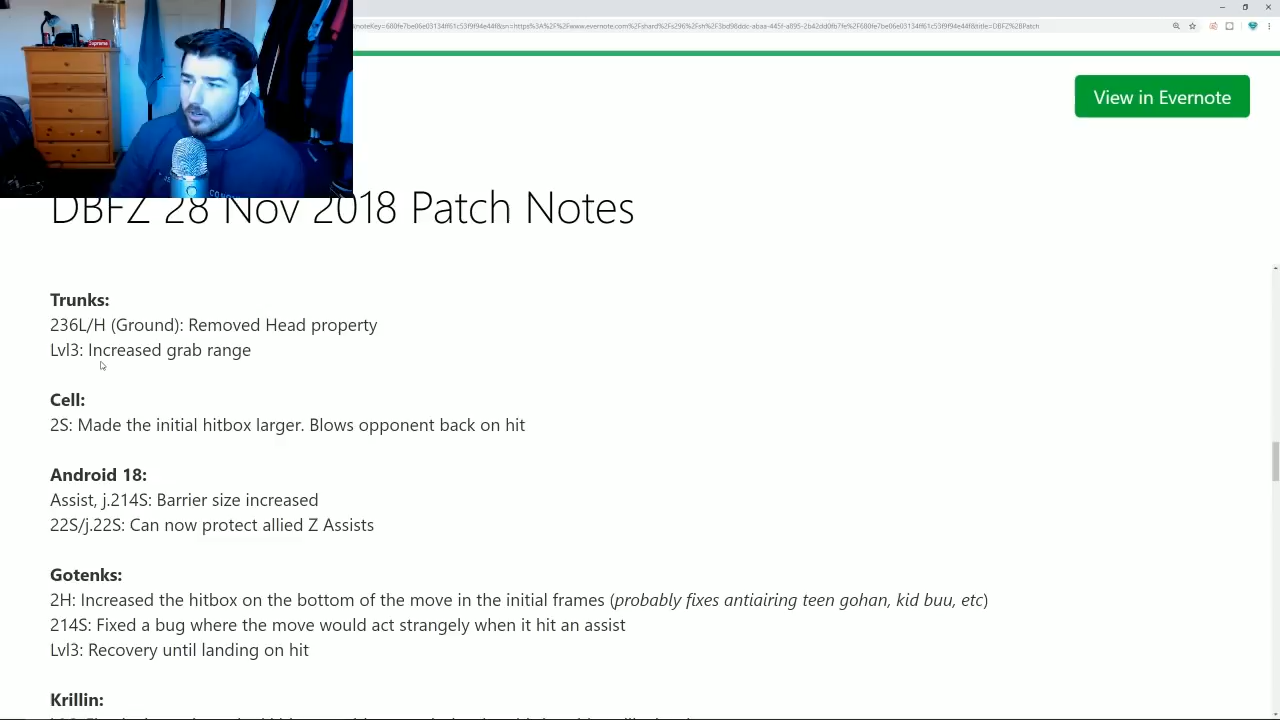 View in Evernote
DBFZ 28 Nov 2018 Patch Notes
Trunks:
236L/H (Ground): Removed Head property
Lvl3: Increased grab range
Cell:
2S: Made the initial hitbox larger. Blows opponent back on hit
Android 18:
Assist, j.214S: Barrier size increased
22S/j.22S: Can now protect allied Z Assists
Gotenks:
2H: Increased the hitbox on the bottom of the move in the initial frames (probably fixes antiairing teen gohan, kid buu, etc)
214S: Fixed a bug where the move would act strangely when it hit an assist
Lvl3: Recovery until landing on hit
Krillin: